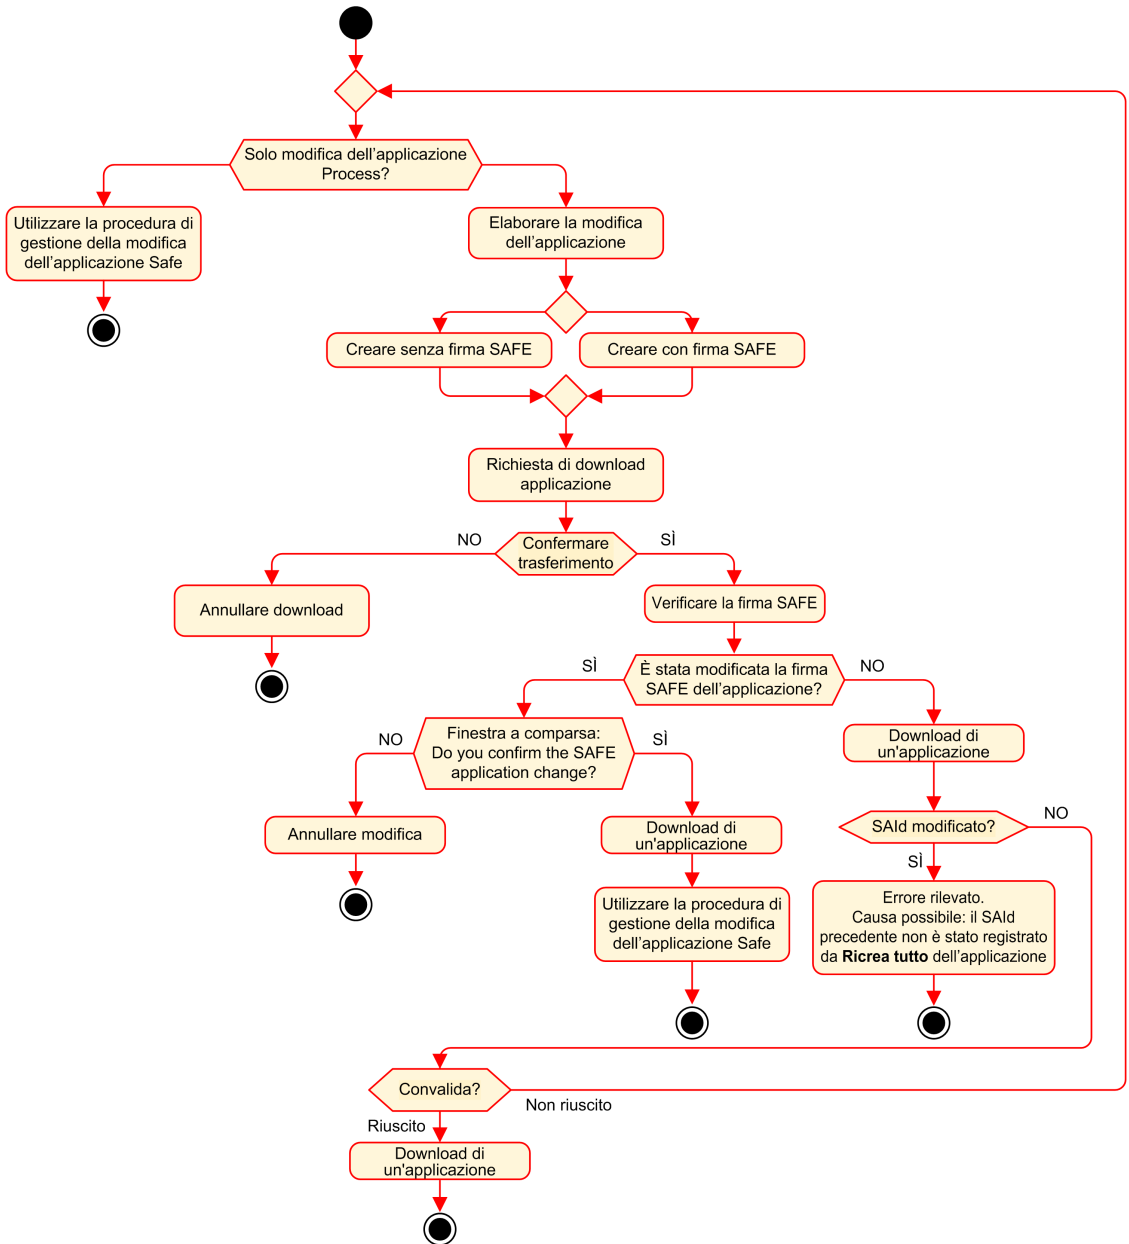 Solo modifica dell'applicazione
Process?
Utilizzare la procedura di
gestione della modifica
dell'applicazione Safe
Elaborare la modifica
dell'applicazione
Creare senza firma SAFE
Creare con firma SAFE
Richiesta di download
applicazione
NO
Confermare
trasferimento
SÌ
Annullare download
Verificare la firma SAFE
SÌ
È stata modificata la firma
SAFE dell'applicazione?
NO
Finestra a comparsa:
Do you confirm the SAFE
application change?
NO
SÌ
Download di
un'applicazione
Annullare modifica
Download di
un'applicazione
SAId modificato?
NO
SÌ
Utilizzare la procedura di
gestione della modifica
dell'applicazione Safe
Errore rilevato.
Causa possibile: il SAId
precedente non è stato registrato
da Ricrea tutto dell'applicazione
Convalida?
Non riuscito
Riuscito
Download di
un'applicazione